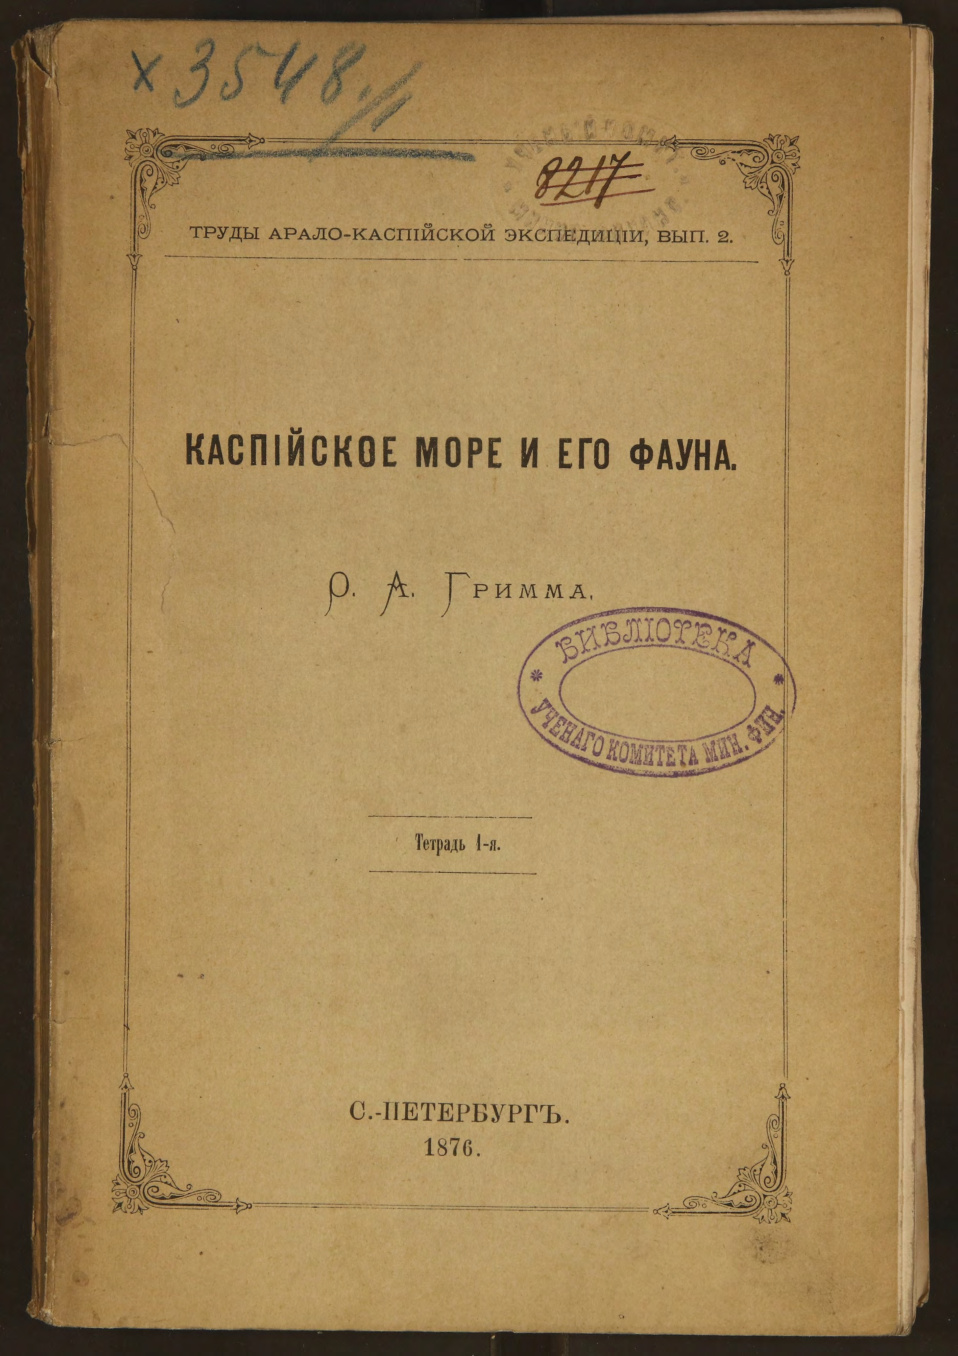 х 3548.
8217
ТРУДЫ АРАЛО-КАСПІЙСКОЙ ЭКСПЕДИЦІИ, ВЫП. 2.
КАСПІЙСКОЕ МОРЕ И ЕГО ФАУНА.
О. А. ГРИММА.
БИБЛІОТЕКА
УЧЕНАГО КОМИТЕТА МИН. ФИН.
Тетрадь 1-я.
С.-ПЕТЕРБУРГЪ.
1876.